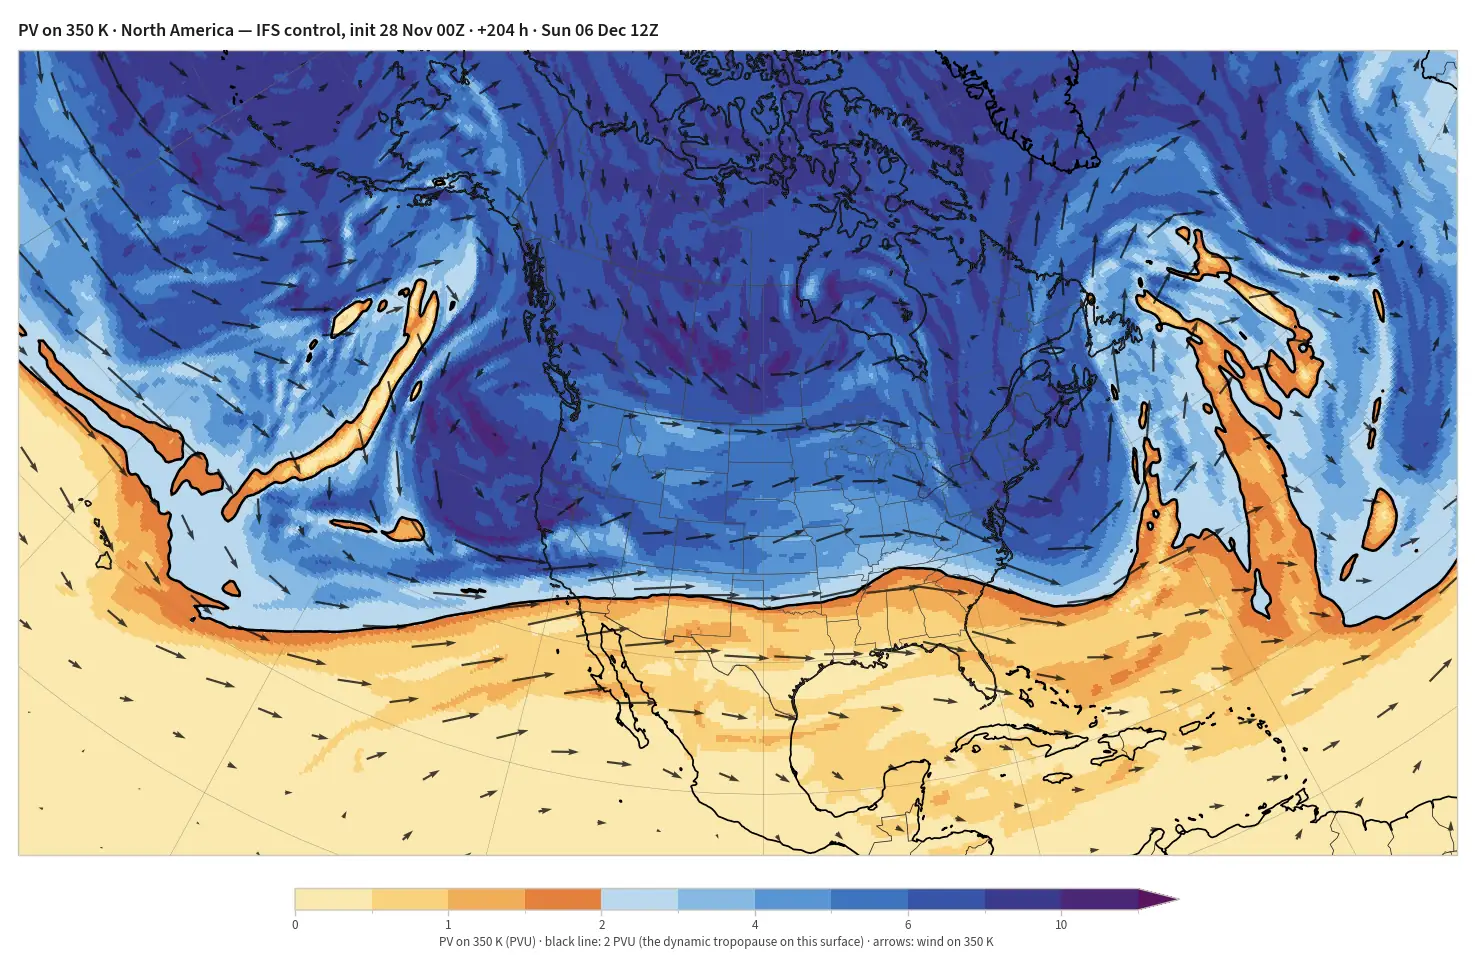 PV on 350 K · North America — IFS control, init 28 Nov 00Z · +204 h · Sun 06 Dec 12Z
0 1 2 4 6 10
PV on 350 K (PVU) · black line: 2 PVU (the dynamic tropopause on this surface) · arrows: wind on 350 K